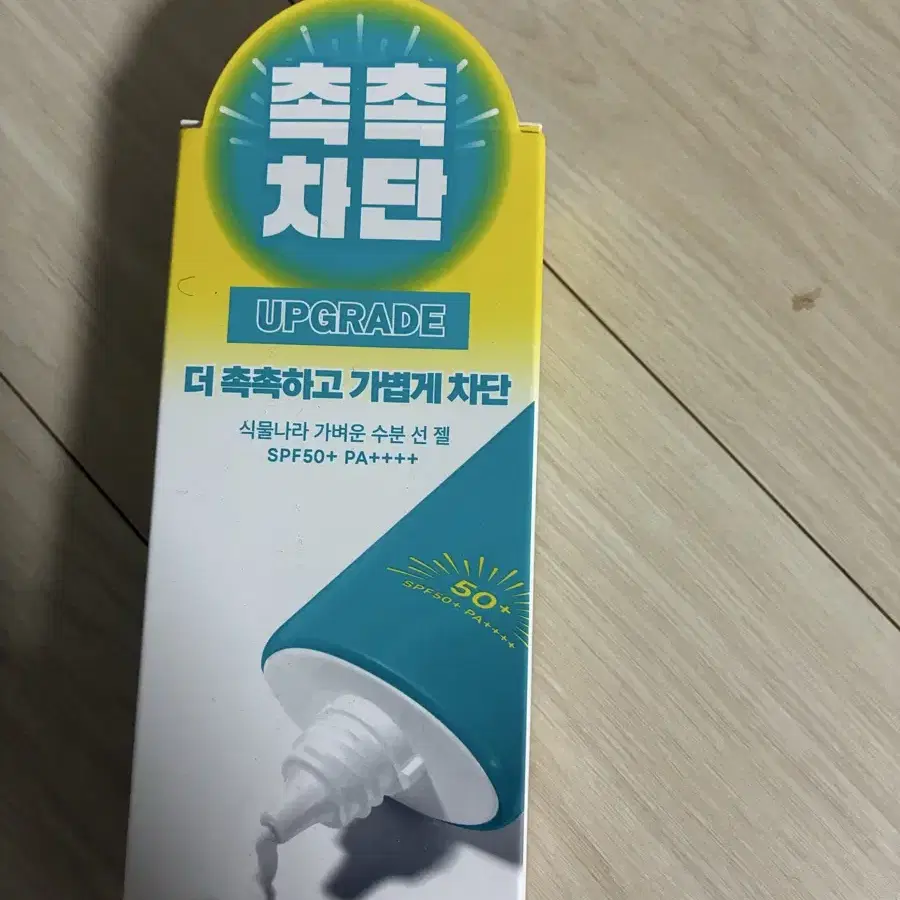 촉촉
차단
UPGRADE
더 촉촉하고 가볍게 차단
식물나라 가벼운 수분 선 젤
SPF50+ PA++++
50+
SPF50+ PA++++